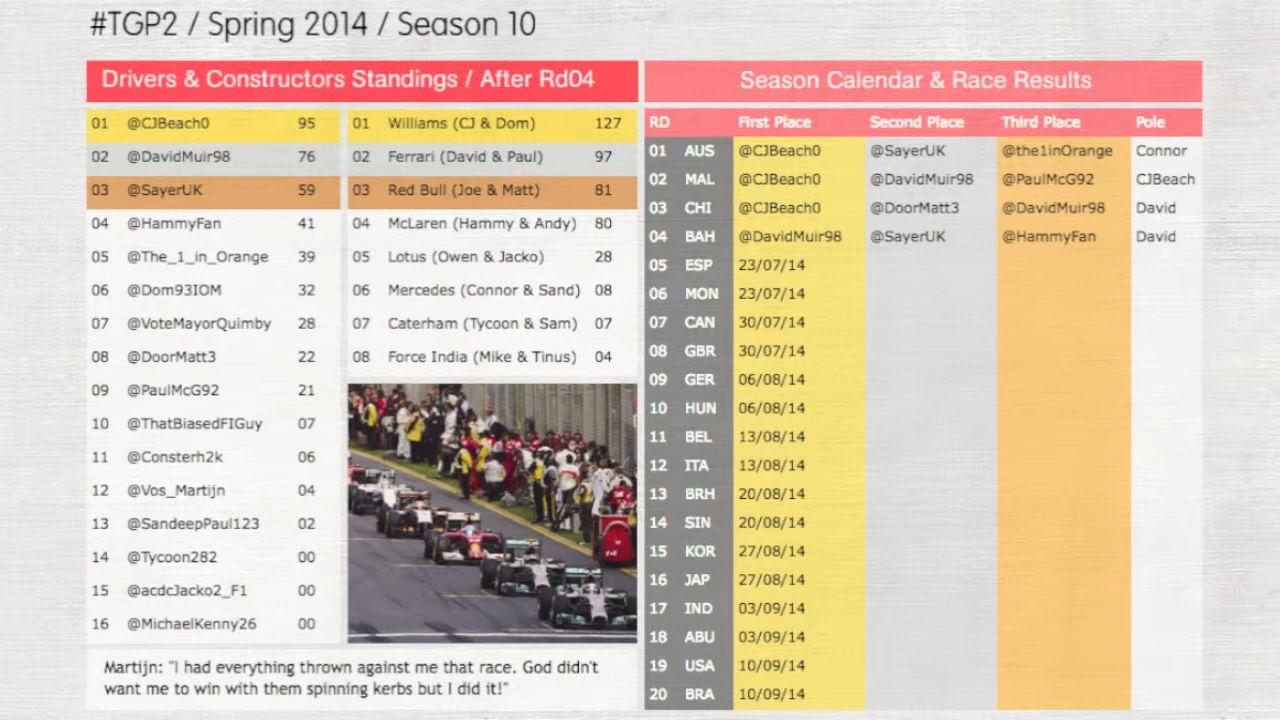 #TGP2 / Spring 2014 / Season 10
Drivers & Constructors Standings / After Rd04
01 @CJBeach0 95
02 @DavidMuir98 76
03 @SayerUK 59
04 @HammyFan 41
05 @The_1_in_Orange 39
06 @Dom93IOM 32
07 @VoteMayorQuimby 28
08 @DoorMatt3 22
09 @PaulMcG92 21
10 @ThatBiasedFIGuy 07
11 @Consterh2k 06
12 @Vos_Martijn 04
13 @SandeepPaul123 02
14 @Tycoon282 00
15 @acdcJacko2_F1 00
16 @MichaelKenny26 00
01 Williams (CJ & Dom) 127
02 Ferrari (David & Paul) 97
03 Red Bull (Joe & Matt) 81
04 McLaren (Hammy & Andy) 80
05 Lotus (Owen & Jacko) 28
06 Mercedes (Connor & Sand) 08
07 Caterham (Tycoon & Sam) 07
08 Force India (Mike & Tinus) 04
Martijn: "I had everything thrown against me that race. God didn't
want me to win with them spinning kerbs but I did it!"
Season Calendar & Race Results
RD First Place Second Place Third Place Pole
01 AUS @CJBeach0 @SayerUK @the1inOrange Connor
02 MAL @CJBeach0 @DavidMuir98 @PaulMcG92 CJBeach
03 CHI @CJBeach0 @DoorMatt3 @DavidMuir98 David
04 BAH @DavidMuir98 @SayerUK @HammyFan David
05 ESP 23/07/14
06 MON 23/07/14
07 CAN 30/07/14
08 GBR 30/07/14
09 GER 06/08/14
10 HUN 06/08/14
11 BEL 13/08/14
12 ITA 13/08/14
13 BRH 20/08/14
14 SIN 20/08/14
15 KOR 27/08/14
16 JAP 27/08/14
17 IND 03/09/14
18 ABU 03/09/14
19 USA 10/09/14
20 BRA 10/09/14